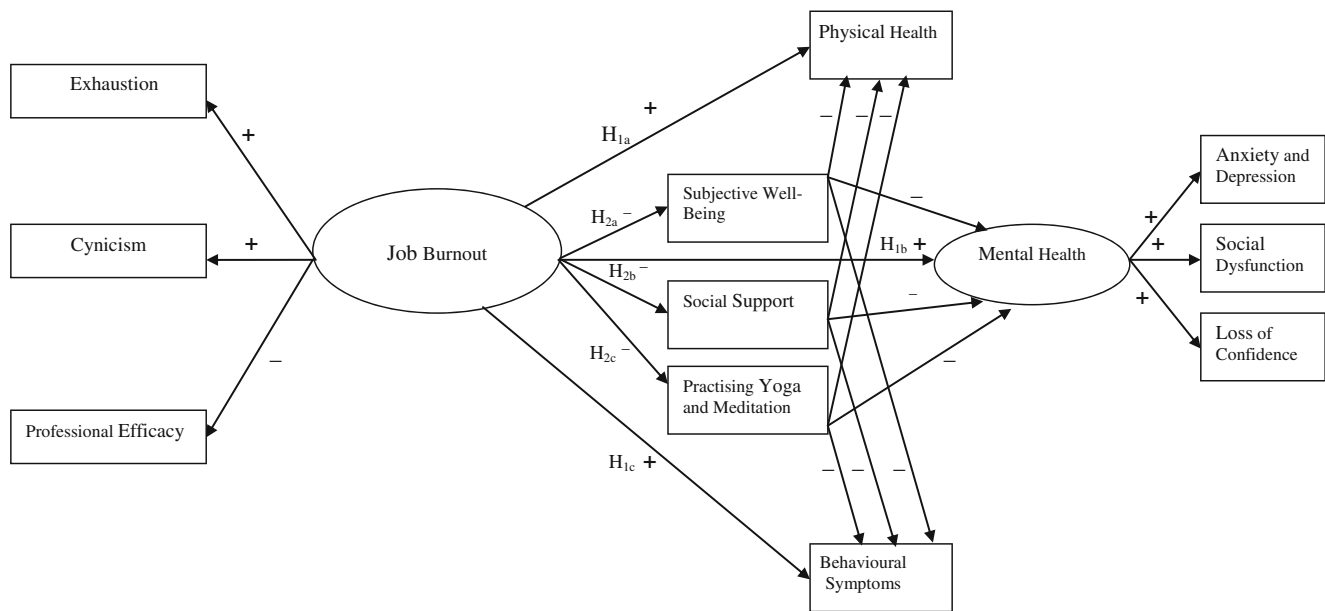 Physical Health
Exhaustion
+
+
H1a
+
– – –
Anxiety and
Depression
Subjective Well-
Being
–
H2a –
+
Cynicism
+
Job Burnout
H1b +
Mental Health
+
Social
Dysfunction
H2b –
Social Support
–
+
Loss of
Confidence
H2c –
–
Practising Yoga
and Meditation
–
Professional Efficacy
H1c +
– – –
Behavioural
Symptoms